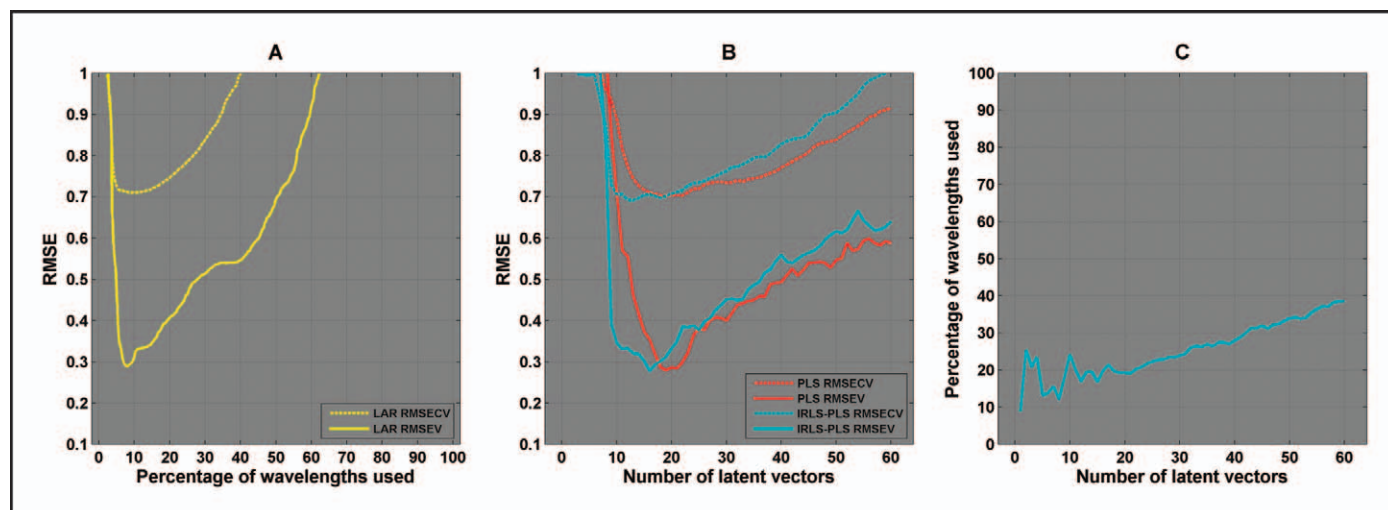 A
1
0.9
0.8
0.7
0.6
0.5
0.4
0.3
0.2
0.1
RMSE
LAR RMSECV
LAR RMSEV
0 10 20 30 40 50 60 70 80 90 100
Percentage of wavelengths used
B
1
0.9
0.8
0.7
0.6
0.5
0.4
0.3
0.2
0.1
RMSE
PLS RMSECV
PLS RMSEV
IRLS-PLS RMSECV
IRLS-PLS RMSEV
0 10 20 30 40 50 60
Number of latent vectors
C
100
90
80
70
60
50
40
30
20
10
0
Percentage of wavelengths used
0 10 20 30 40 50 60
Number of latent vectors